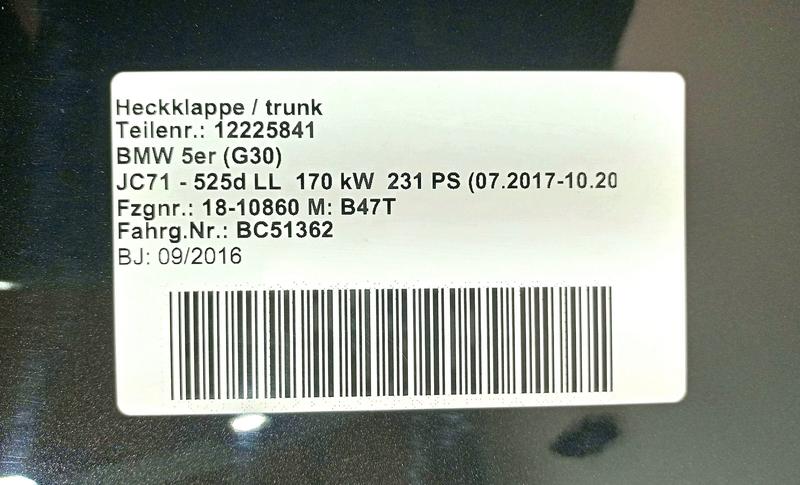 Heckklappe / trunk
Teilenr.: 12225841
BMW 5er (G30)
JC71 - 525d LL 170 kW 231 PS (07.2017-10.20
Fzgnr.: 18-10860 M: B47T
Fahrg.Nr.: BC51362
BJ: 09/2016